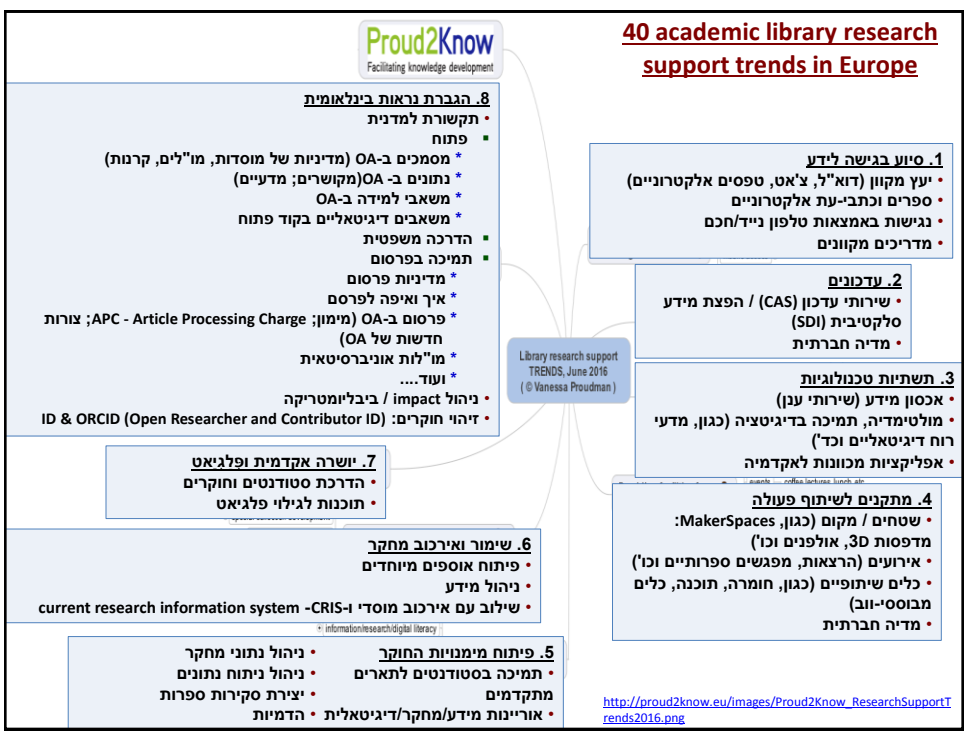 40 academic library research
support trends in Europe
Proud2Know
Facilitating knowledge development
1. סיוע בגישה לידע
• יעץ מקוון (דוא"ל, צ'אט, טפסים אלקטרוניים)
• ספרים וכתבי-עת אלקטרוניים
• נגישות באמצאות טלפון נייד/חכם
• מדריכים מקוונים
2. עדכונים
• שירותי עדכון (CAS) / הפצת מידע
סלקטיבית (SDI)
• מדיה חברתית
3. תשתיות טכנולוגיות
• אכסון מידע (שירותי ענן)
• מולטימדיה, תמיכה בדיגיטציה (כגון, מדעי
רוח דיגיטאליים וכד')
• אפליקציות מכוונות לאקדמיה
events coffee lectures, lunch, etc
4. מתקנים לשיתוף פעולה
• שטחים / מקום (כגון, MakerSpaces:
מדפסות 3D, אולפנים וכו')
• אירועים (הרצאות, מפגשים ספרותיים וכו')
• כלים שיתופיים (כגון, חומרה, תוכנה, כלים
מבוססי-ווב)
• מדיה חברתית
5. פיתוח מימנויות החוקר
• תמיכה בסטודנטים לתארים
מתקדמים
• אוריינות מידע/מחקר/דיגיטאלית
• ניהול נתוני מחקר
• ניהול ניתוח נתונים
• יצירת סקירות ספרות
• הדמיות
information/research/digital literacy
6. שימור ואירכוב מחקר
• פיתוח אוספים מיוחדים
• ניהול מידע
• שילוב עם אירכוב מוסדי ו-CRIS- current research information system
7. יושרה אקדמית ופלגיאט
• הדרכת סטודנטים וחוקרים
• תוכנות לגילוי פלגיאט
8. הגברת נראות בינלאומית
• תקשורת למדנית
▪ פתוח
* מסמכים ב-OA (מדיניות של מוסדות, מו"לים, קרנות)
* נתונים ב- OA(מקושרים; מדעיים)
* משאבי למידה ב-OA
* משאבים דיגיטאליים בקוד פתוח
▪ הדרכה משפטית
▪ תמיכה בפרסום
* מדיניות פרסום
* איך ואיפה לפרסם
* פרסום ב-OA (מימון; APC - Article Processing Charge; צורות
חדשות של OA)
* מו"לות אוניברסיטאית
* ועוד....
• ניהול impact / ביבליומטריקה
• זיהוי חוקרים: ID & ORCID (Open Researcher and Contributor ID)
Library research support
TRENDS, June 2016
( © Vanessa Proudman )
http://proud2know.eu/images/Proud2Know_ResearchSupportT
rends2016.png